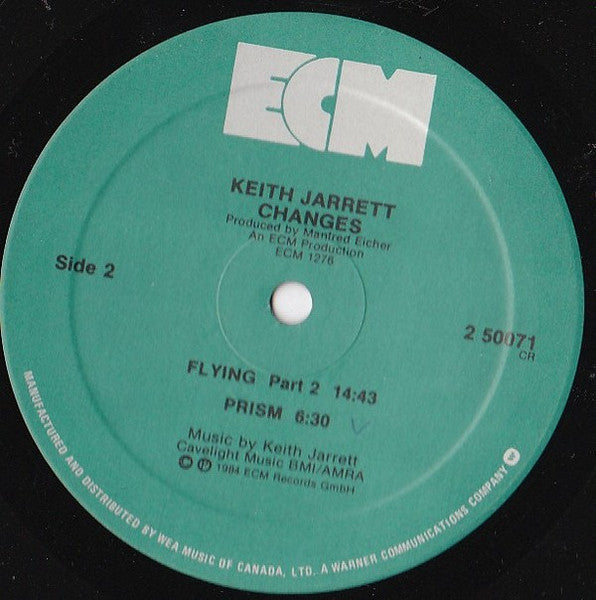 ECM
KEITH JARRETT
CHANGES
Produced by Manfred Eicher
An ECM Production
ECM 1276
Side 2
2 50071
CR
FLYING Part 2 14:43
PRISM 6:30
Music by Keith Jarrett
Cavelight Music BMI/AMRA
© ℗ 1984 ECM Records GmbH
MANUFACTURED AND DISTRIBUTED BY WEA MUSIC OF CANADA, LTD. A WARNER COMMUNICATIONS COMPANY